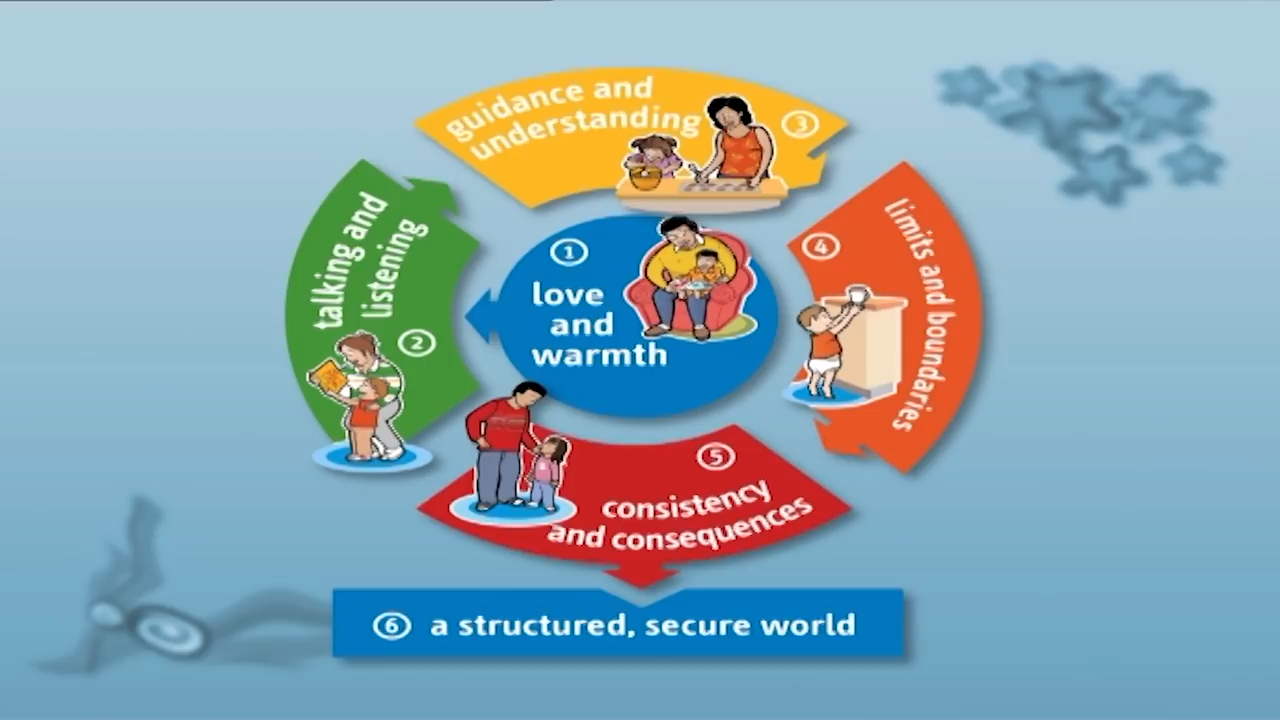 ① love
and
warmth
② talking and
listening
③ guidance and
understanding
④ limits and boundaries
⑤ consistency
and consequences
⑥ a structured, secure world